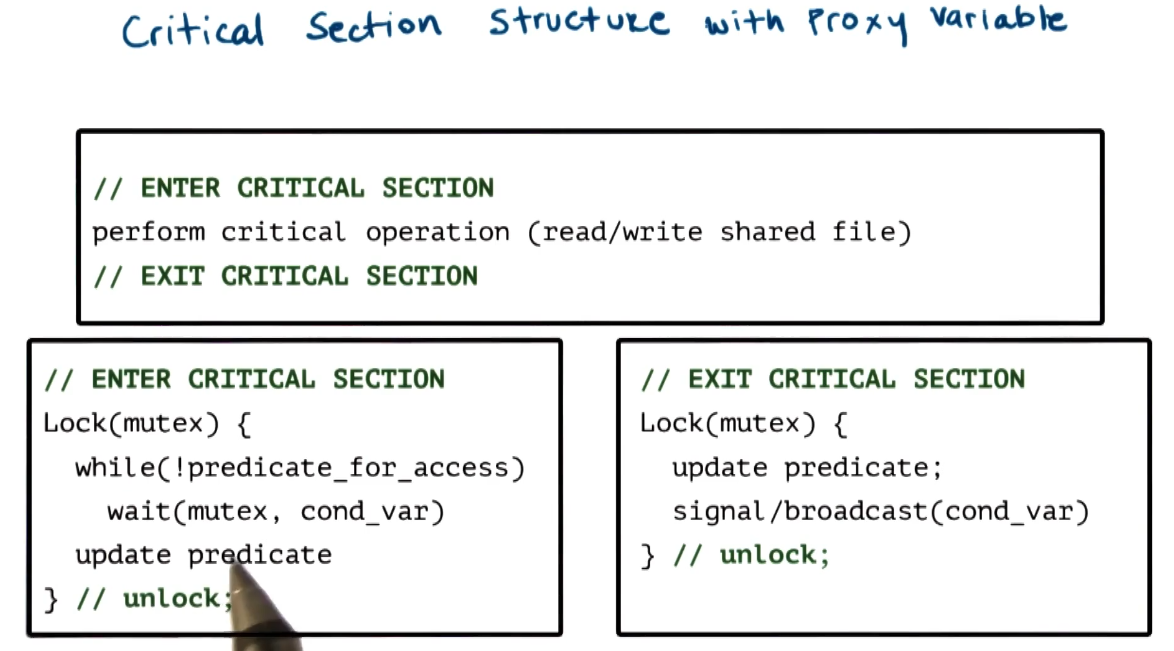 Critical Section Structure with Proxy Variable
// ENTER CRITICAL SECTION
perform critical operation (read/write shared file)
// EXIT CRITICAL SECTION
// ENTER CRITICAL SECTION
Lock(mutex) {
while(!predicate_for_access)
wait(mutex, cond_var)
update predicate
} // unlock;
// EXIT CRITICAL SECTION
Lock(mutex) {
update predicate;
signal/broadcast(cond_var)
} // unlock;